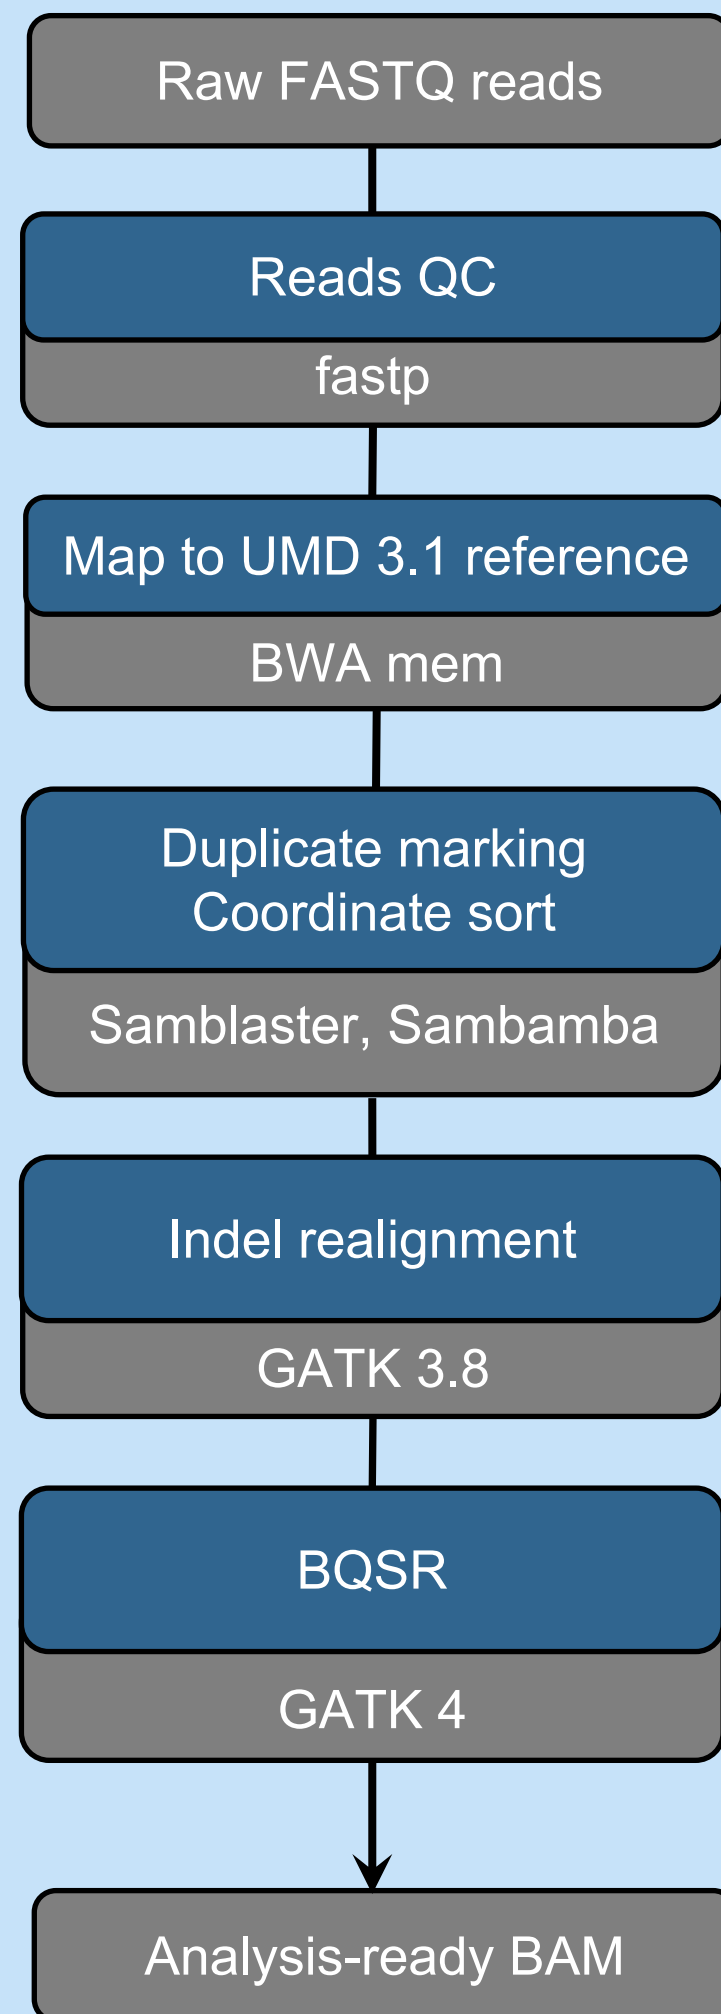 Raw FASTQ reads
Reads QC
fastp
Map to UMD 3.1 reference
BWA mem
Duplicate marking
Coordinate sort
Samblaster, Sambamba
Indel realignment
GATK 3.8
BQSR
GATK 4
Analysis-ready BAM